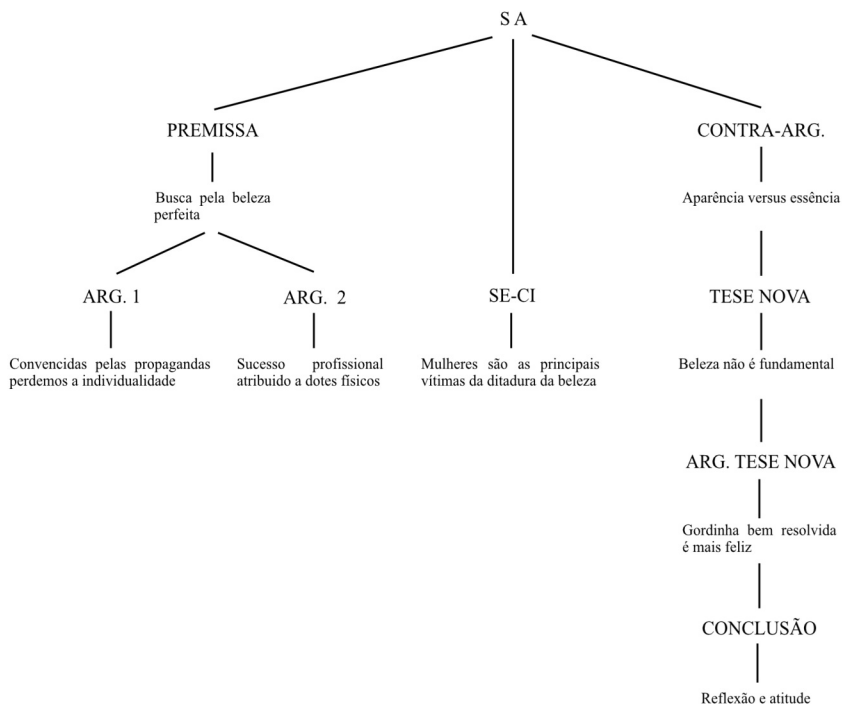 S A
PREMISSA
CONTRA-ARG.
Busca pela beleza
perfeita
Aparência versus essência
ARG. 1
ARG. 2
SE-CI
TESE NOVA
Convencidas pelas propagandas
perdemos a individualidade
Sucesso profissional
atribuido a dotes físicos
Mulheres são as principais
vítimas da ditadura da beleza
Beleza não é fundamental
ARG. TESE NOVA
Gordinha bem resolvida
é mais feliz
CONCLUSÃO
Reflexão e atitude